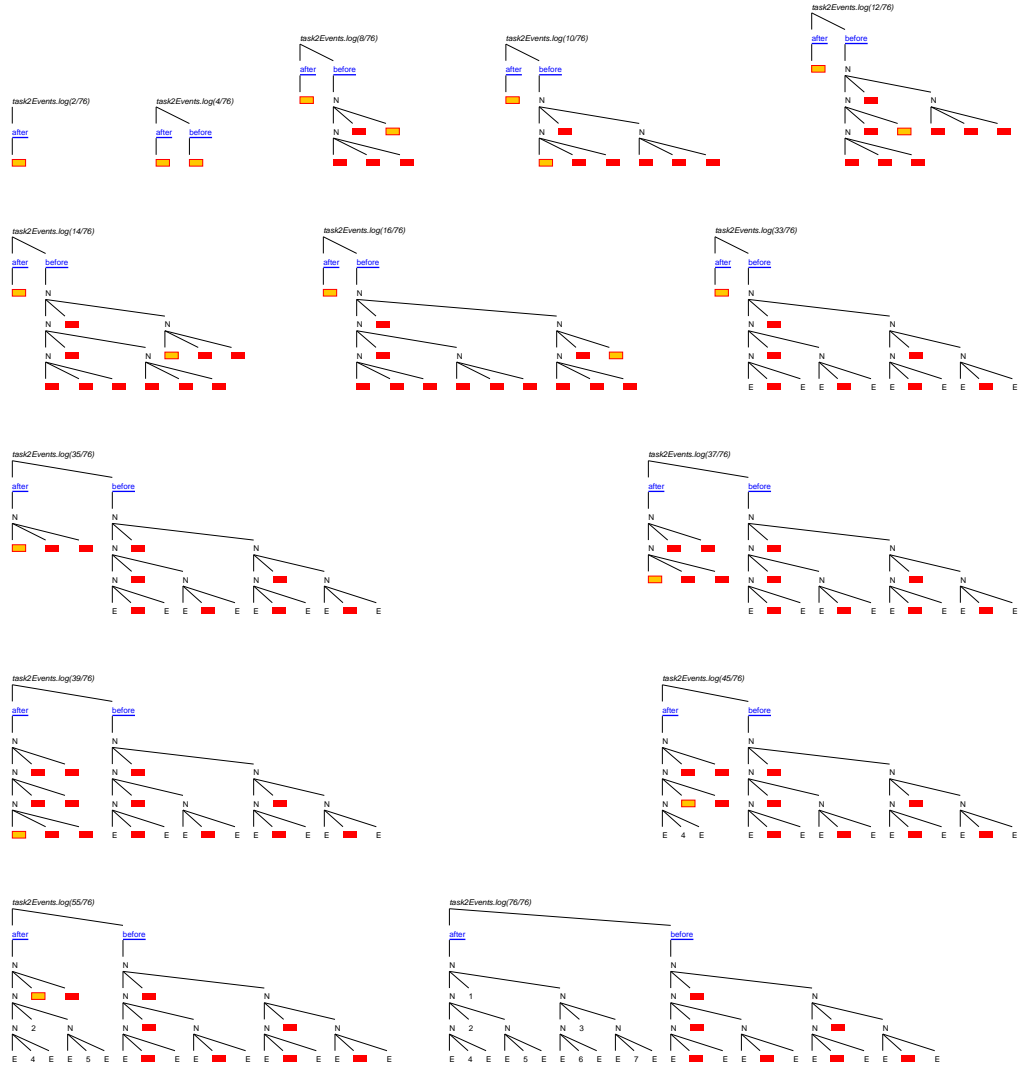 task2Events.log(12/76)
task2Events.log(8/76) task2Events.log(10/76)
after before
after before after before
N
task2Events.log(2/76) task2Events.log(4/76) N N
N N
after after before
N N N
N
task2Events.log(14/76) task2Events.log(16/76) task2Events.log(33/76)
after before after before after before
N N N
N N N N N N
N N N N N N N N N
E E E E E E E E
task2Events.log(35/76) task2Events.log(37/76)
after before after before
N N N N
N N N N N
N N N N N N N N
E E E E E E E E E E E E E E E E
task2Events.log(39/76) task2Events.log(45/76)
after before after before
N N N N
N N N N N N
N N N N N N N N N N
E E E E E E E E E 4 E E E E E E E E E
task2Events.log(55/76) task2Events.log(76/76)
after before after before
N N N N
N N N N 1 N N N
N 2 N N N N N N 2 N N 3 N N N N N
E 4 E E 5 E E E E E E E E E E 4 E E 5 E E 6 E E 7 E E E E E E E E E